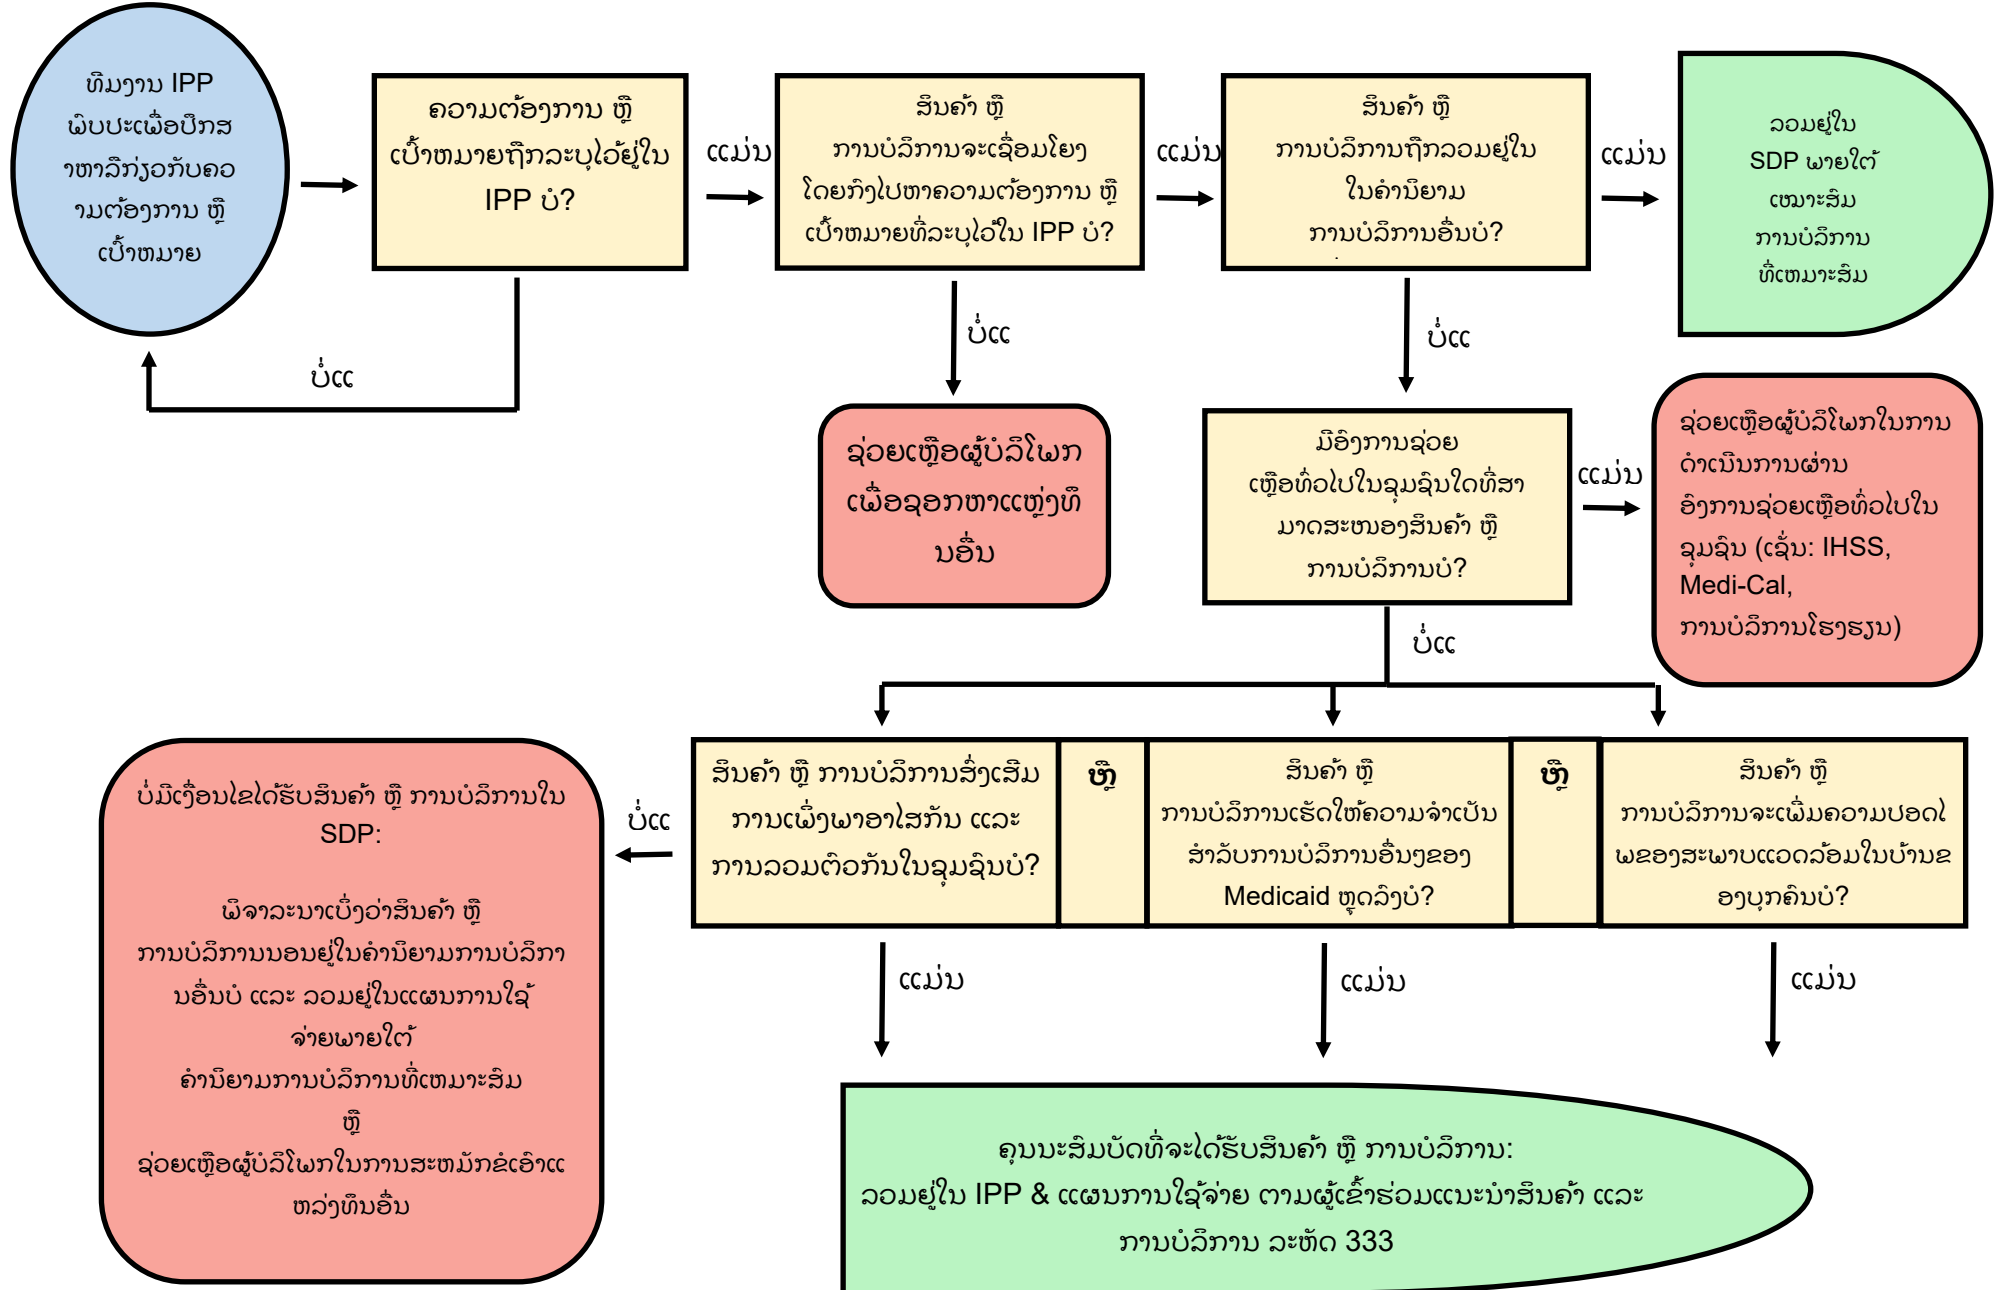 ທີມງານ IPP
ພົບປະເພື່ອປຶກສ
າຫາລືກ່ຽວກັບຄວ
າມຕ້ອງການ ຫຼື
ເປົ້າຫມາຍ
ຄວາມຕ້ອງການ ຫຼື
ເປົ້າຫມາຍຖືກລະບຸໄວ້ຢູ່ໃນ
IPP ບໍ?
ແມ່ນ
ສິນຄ້າ ຫຼື
ການບໍລິການຈະເຊື່ອມໂຍງ
ໂດຍກົງໄປຫາຄວາມຕ້ອງການ ຫຼື
ເປົ້າຫມາຍທີ່ລະບຸໄວ້ໃນ IPP ບໍ?
ແມ່ນ
ສິນຄ້າ ຫຼື
ການບໍລິການຖືກລວມຢູ່ໃນ
ໃນຄໍານິຍາມ
ການບໍລິການອື່ນບໍ?
ແມ່ນ
ລວມຢູ່ໃນ
SDP ພາຍໃຕ້
ເໝາະສົມ
ການບໍລິການ
ທີ່ເຫມາະສົມ
ບໍ່ແ
ບໍ່ແ
ບໍ່ແ
ຊ່ວຍເຫຼືອຜູ້ບໍລິໂພກ
ເພື່ອຊອກຫາແຫຼ່ງທຶ
ນອື່ນ
ມີອົງການຊ່ວຍ
ເຫຼືອທົ່ວໄປໃນຊຸມຊົນໃດທີ່ສາ
ມາດສະໜອງສິນຄ້າ ຫຼື
ການບໍລິການບໍ?
ແມ່ນ
ຊ່ວຍເຫຼືອຜູ້ບໍລິໂພກໃນການ
ດໍາເນີນການຜ່ານ
ອົງການຊ່ວຍເຫຼືອທົ່ວໄປໃນ
ຊຸມຊົນ (ເຊັ່ນ: IHSS,
Medi-Cal,
ການບໍລິການໂຮງຮຽນ)
ບໍ່ແ
ສິນຄ້າ ຫຼື ການບໍລິການສົ່ງເສີມ
ການເພິ່ງພາອາໄສກັນ ແລະ
ການລວມຕົວກັນໃນຊຸມຊົນບໍ?
ຫຼື
ສິນຄ້າ ຫຼື
ການບໍລິການເຮັດໃຫ້ຄວາມຈໍາເປັນ
ສໍາລັບການບໍລິການອື່ນໆຂອງ
Medicaid ຫຼຸດລົງບໍ?
ຫຼື
ສິນຄ້າ ຫຼື
ການບໍລິການຈະເພີ່ມຄວາມປອດໄ
ພຂອງສະພາບແວດລ້ອມໃນບ້ານຂ
ອງບຸກຄົນບໍ?
ບໍ່ແ
ບໍ່ມີເງື່ອນໄຂໄດ້ຮັບສິນຄ້າ ຫຼື ການບໍລິການໃນ
SDP:
ພິຈາລະນາເບິ່ງວ່າສິນຄ້າ ຫຼື
ການບໍລິການນອນຢູ່ໃນຄໍານິຍາມການບໍລິກາ
ນອື່ນບໍ ແລະ ລວມຢູ່ໃນແຜນການໃຊ້
ຈ່າຍພາຍໃຕ້
ຄໍານິຍາມການບໍລິການທີ່ເຫມາະສົມ
ຫຼື
ຊ່ວຍເຫຼືອຜູ້ບໍລິໂພກໃນການສະຫມັກຂໍເອົາແ
ຫລ່ງທຶນອື່ນ
ແມ່ນ
ແມ່ນ
ແມ່ນ
ຄຸນນະສົມບັດທີ່ຈະໄດ້ຮັບສິນຄ້າ ຫຼື ການບໍລິການ:
ລວມຢູ່ໃນ IPP & ແຜນການໃຊ້ຈ່າຍ ຕາມຜູ້ເຂົ້າຮ່ວມແນະນໍາສິນຄ້າ ແລະ
ການບໍລິການ ລະຫັດ 333